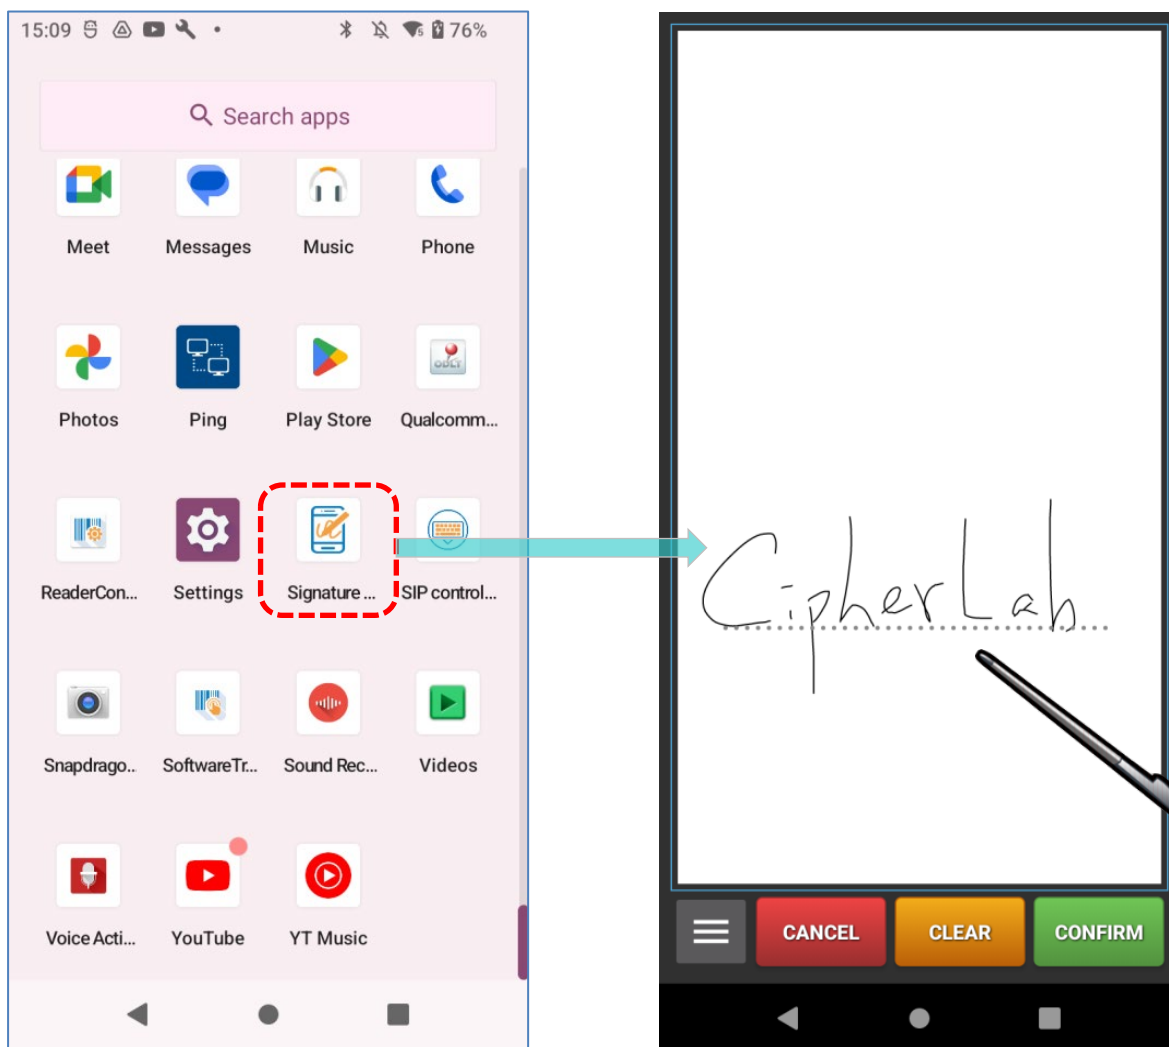 15:09
76%
Search apps
Meet
Messages
Music
Phone
Photos
Ping
Play Store
ODLT
Qualcomm...
ReaderCon...
Settings
Signature ...
SIP control...
Snapdrago..
SoftwareTr...
Sound Rec...
Videos
Voice Acti...
YouTube
YT Music
CipherLab
CANCEL
CLEAR
CONFIRM